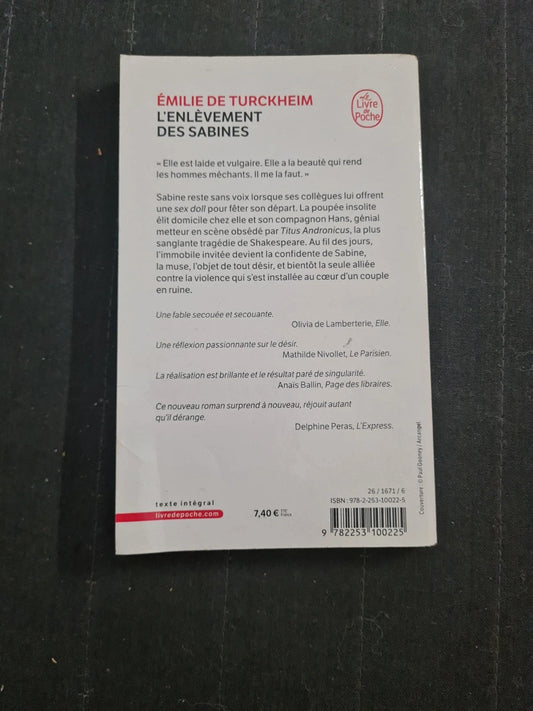 ÉMILIE DE TURCKHEIM
L'ENLÈVEMENT
DES SABINES
Le
Livre
de
Poche
« Elle est laide et vulgaire. Elle a la beauté qui rend
les hommes méchants. Il me la faut. »
Sabine reste sans voix lorsque ses collègues lui offrent
une sex doll pour fêter son départ. La poupée insolite
élit domicile chez elle et son compagnon Hans, génial
metteur en scène obsédé par Titus Andronicus, la plus
sanglante tragédie de Shakespeare. Au fil des jours,
l'immobile invitée devient la confidente de Sabine,
la muse, l'objet de tout désir, et bientôt la seule alliée
contre la violence qui s'est installée au cœur d'un couple
en ruine.
Une fable secouée et secouante.
Olivia de Lamberterie, Elle.
Une réflexion passionnante sur le désir.
Mathilde Nivollet, Le Parisien.
La réalisation est brillante et le résultat paré de singularité.
Anaïs Ballin, Page des libraires.
Ce nouveau roman surprend à nouveau, réjouit autant
qu'il dérange.
Delphine Peras, L'Express.
texte intégral
livredepoche.com
7,40 €
26 / 1671 / 6
ISBN : 978-2-253-10022-5
9 782253 100225
Couverture : © Paul Gooney / Arcangel.